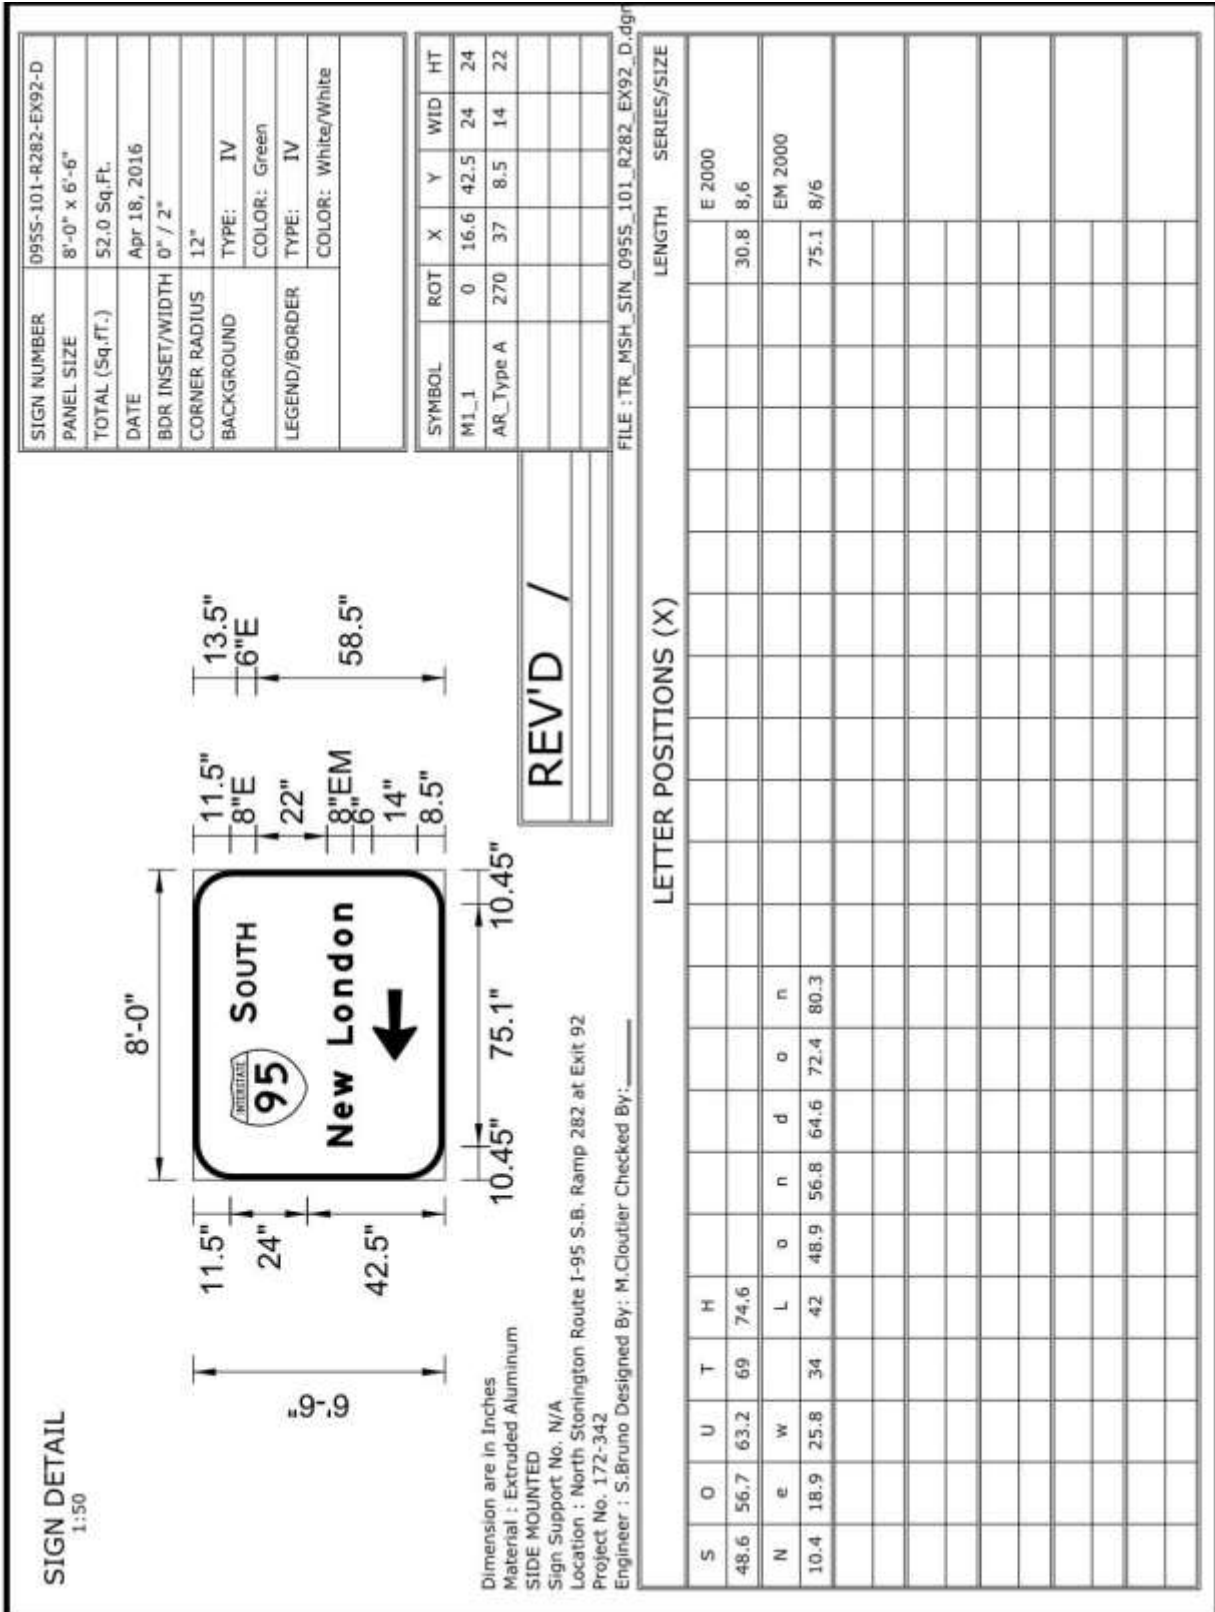 SIGN DETAIL
1:50
8'-0"
6'-6"
11.5"
24"
42.5"
INTERSTATE
95 SOUTH
New London
11.5"
8"E
22"
8"EM
6"
14"
8.5"
13.5"
6"E
58.5"
10.45" 75.1" 10.45"
SIGN NUMBER 095S-101-R282-EX92-D
PANEL SIZE 8'-0" x 6'-6"
TOTAL (Sq.fT.) 52.0 Sq.Ft.
DATE Apr 18, 2016
BDR INSET/WIDTH 0" / 2"
CORNER RADIUS 12"
BACKGROUND TYPE: IV
COLOR: Green
LEGEND/BORDER TYPE: IV
COLOR: White/White
SYMBOL ROT X Y WID HT
M1_1 0 16.6 42.5 24 24
AR_Type A 270 37 8.5 14 22
Dimension are in Inches
Material : Extruded Aluminum
SIDE MOUNTED
Sign Support No. N/A
Location : North Stonington Route I-95 S.B. Ramp 282 at Exit 92
Project No. 172-342
Engineer : S.Bruno Designed By: M.Cloutier Checked By:
REV'D /
FILE : TR_MSH_SIN_095S_101_R282_EX92_D.dgn
LETTER POSITIONS (X) LENGTH SERIES/SIZE
S O U T H E 2000
48.6 56.7 63.2 69 74.6 30.8 8,6
N e w L o n d o n EM 2000
10.4 18.9 25.8 34 42 48.9 56.8 64.6 72.4 80.3 75.1 8/6